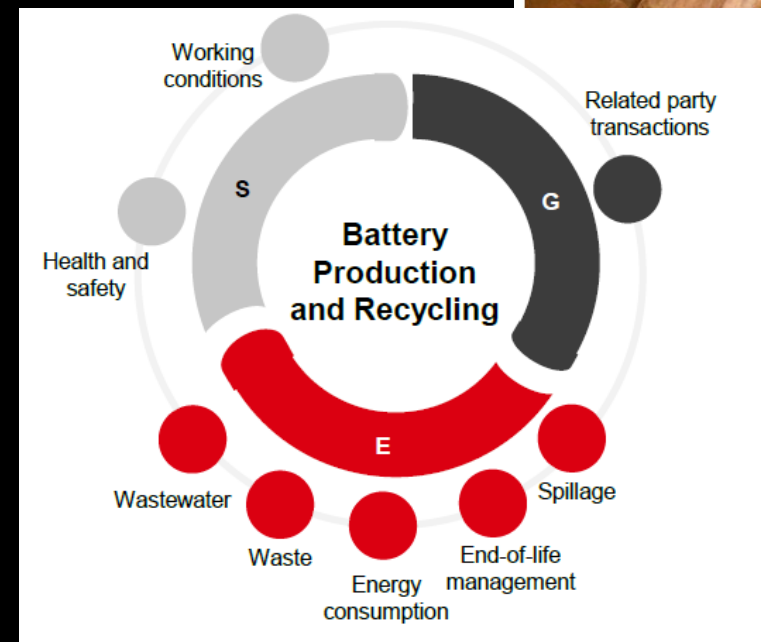 Working
conditions
Related party
transactions
S
G
Health and
safety
Battery
Production
and Recycling
E
Wastewater
Waste
Energy
consumption
End-of-life
management
Spillage